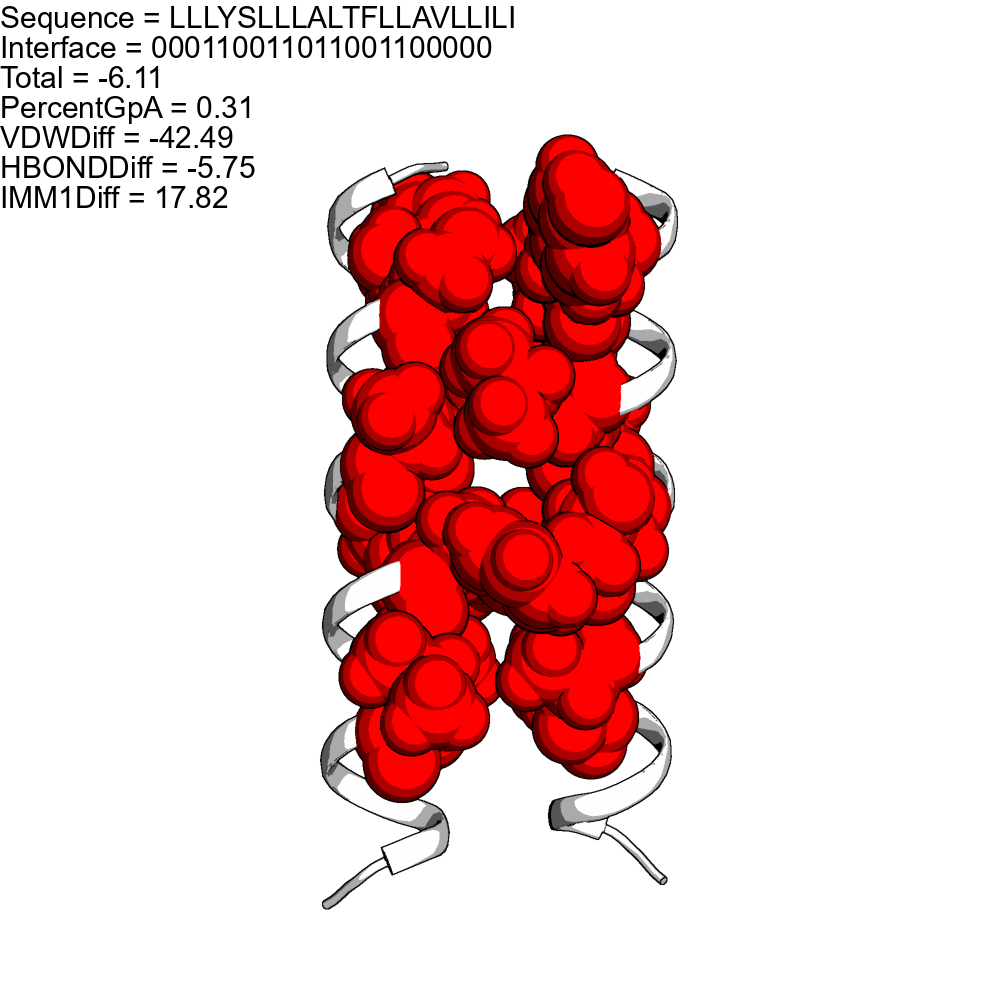 Sequence = LLLYSLLLALTFLLAVLLILI
Interface = 000110011011001100000
Total = -6.11
PercentGpA = 0.31
VDWDiff = -42.49
HBONDDiff = -5.75
IMM1Diff = 17.82